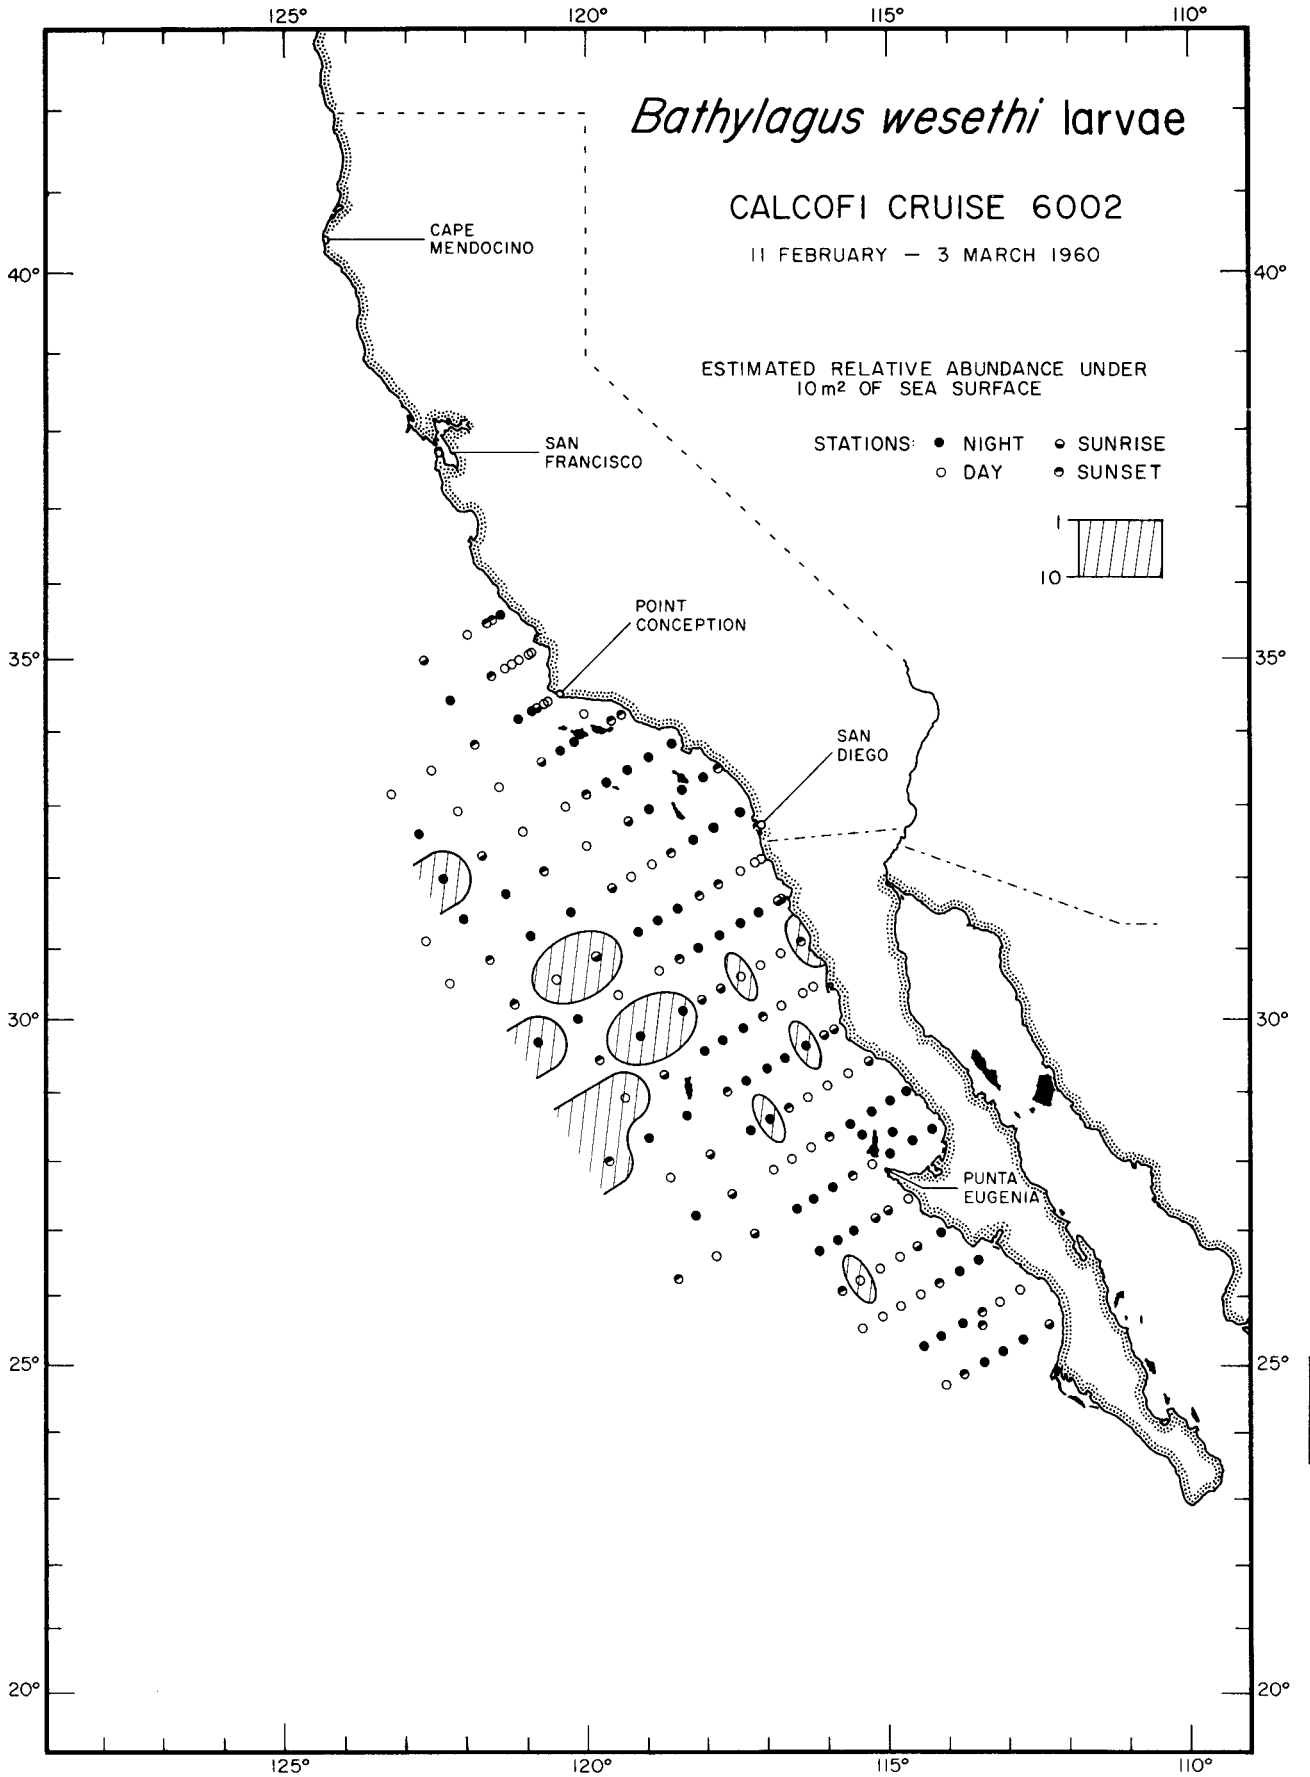 125° 120° 115° 110°
Bathylagus wesethi larvae
CALCOFI CRUISE 6002
11 FEBRUARY — 3 MARCH 1960
CAPE
MENDOCINO
40° 40°
ESTIMATED RELATIVE ABUNDANCE UNDER
10 m² OF SEA SURFACE
STATIONS: NIGHT SUNRISE
DAY SUNSET
SAN
FRANCISCO
1
10
POINT
CONCEPTION
35° 35°
SAN
DIEGO
30° 30°
PUNTA
EUGENIA
25° 25°
20° 20°
125° 120° 115° 110°